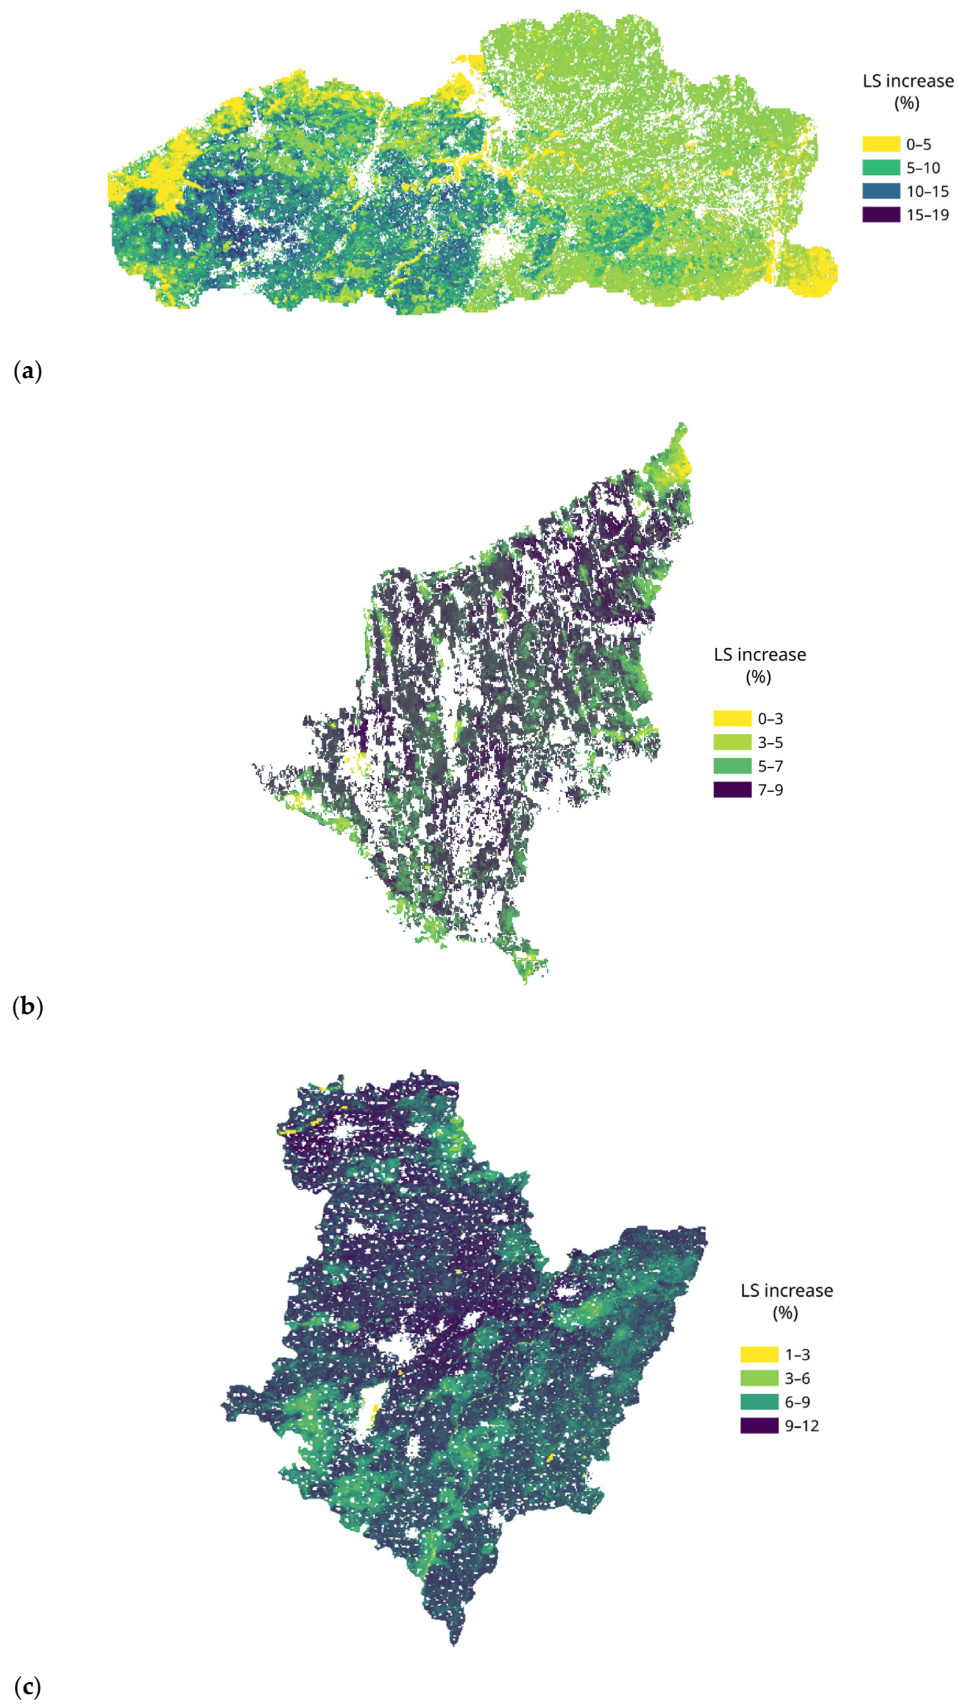 LS increase
(%)
0–5
5–10
10–15
15–19
(a)
LS increase
(%)
0–3
3–5
5–7
7–9
(b)
LS increase
(%)
1–3
3–6
6–9
9–12
(c)